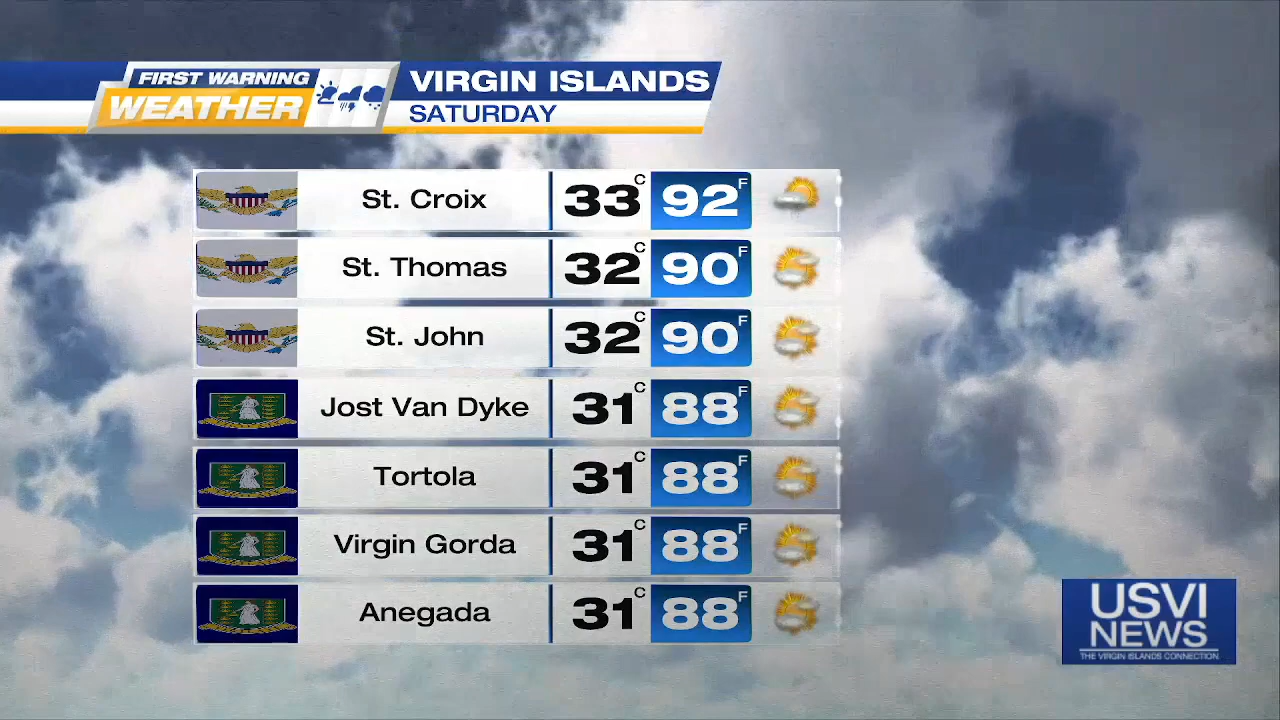 FIRST WARNING
WEATHER
VIRGIN ISLANDS
SATURDAY
St. Croix 33 C 92 F
St. Thomas 32 C 90 F
St. John 32 C 90 F
Jost Van Dyke 31 C 88 F
Tortola 31 C 88 F
Virgin Gorda 31 C 88 F
Anegada 31 C 88 F
USVI
NEWS
THE VIRGIN ISLANDS CONNECTION